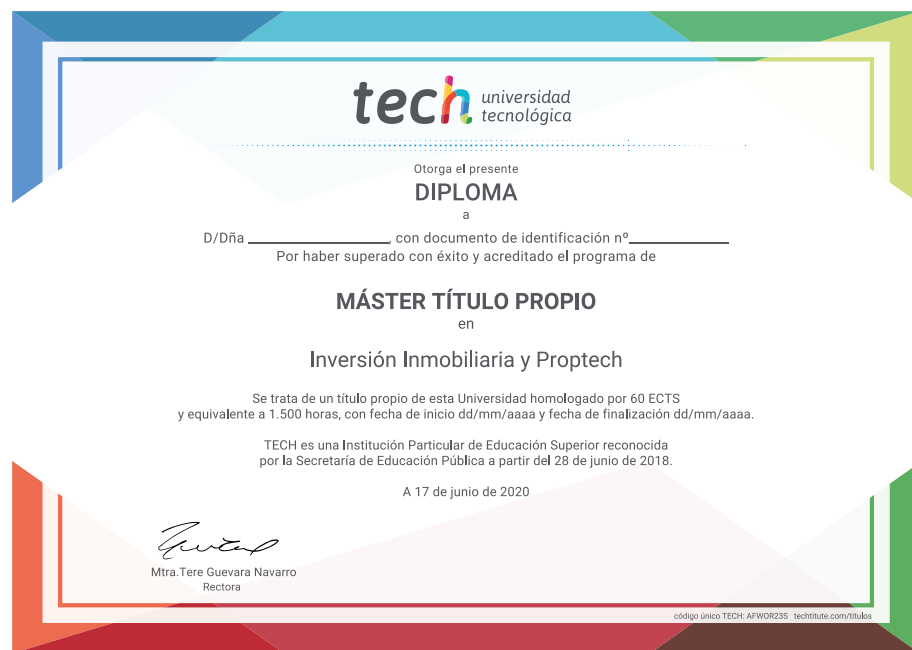 tech universidad
tecnológica
Otorga el presente
DIPLOMA
a
D/Dña ____________________, con documento de identificación nº______________
Por haber superado con éxito y acreditado el programa de
MÁSTER TÍTULO PROPIO
en
Inversión Inmobiliaria y Proptech
Se trata de un título propio de esta Universidad homologado por 60 ECTS
y equivalente a 1.500 horas, con fecha de inicio dd/mm/aaaa y fecha de finalización dd/mm/aaaa.
TECH es una Institución Particular de Educación Superior reconocida
por la Secretaría de Educación Pública a partir del 28 de junio de 2018.
A 17 de junio de 2020
Mtra.Tere Guevara Navarro
Rectora
código único TECH: AFWOR23S techtitute.com/titulos